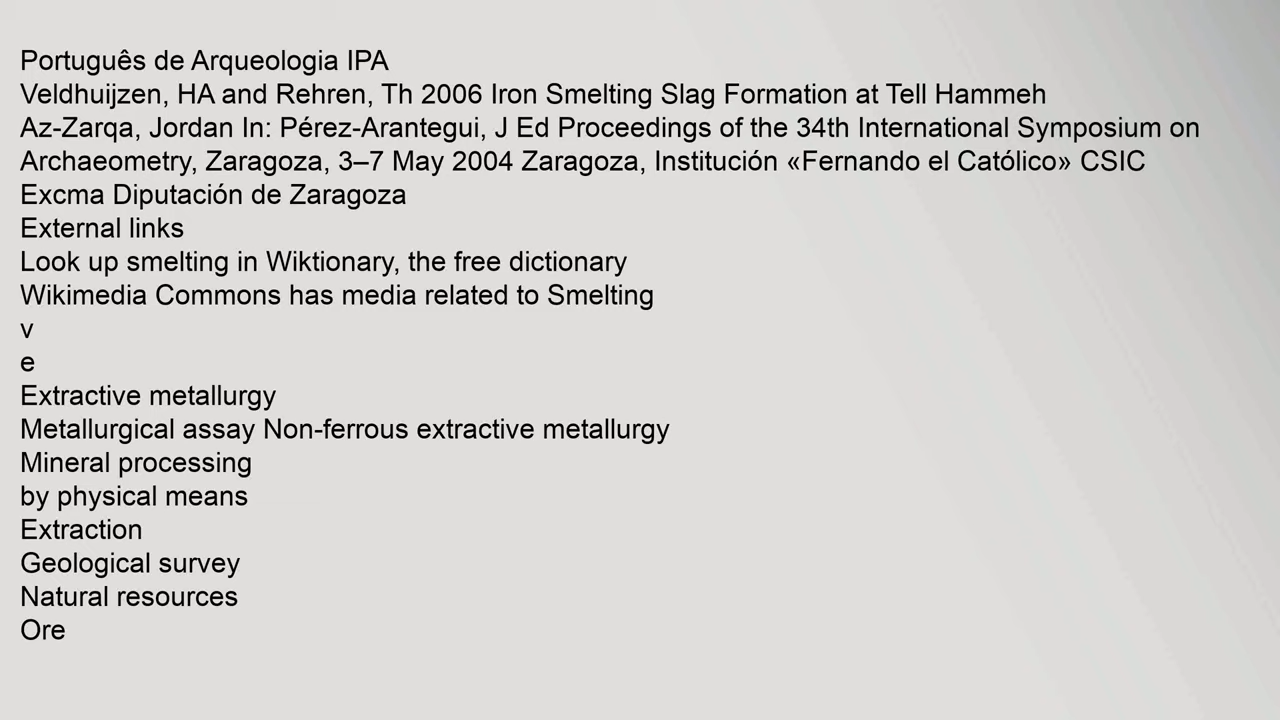 Português de Arqueologia IPA
Veldhuijzen, HA and Rehren, Th 2006 Iron Smelting Slag Formation at Tell Hammeh
Az-Zarqa, Jordan In: Pérez-Arantegui, J Ed Proceedings of the 34th International Symposium on
Archaeometry, Zaragoza, 3–7 May 2004 Zaragoza, Institución «Fernando el Católico» CSIC
Excma Diputación de Zaragoza
External links
Look up smelting in Wiktionary, the free dictionary
Wikimedia Commons has media related to Smelting
v
e
Extractive metallurgy
Metallurgical assay Non-ferrous extractive metallurgy
Mineral processing
by physical means
Extraction
Geological survey
Natural resources
Ore